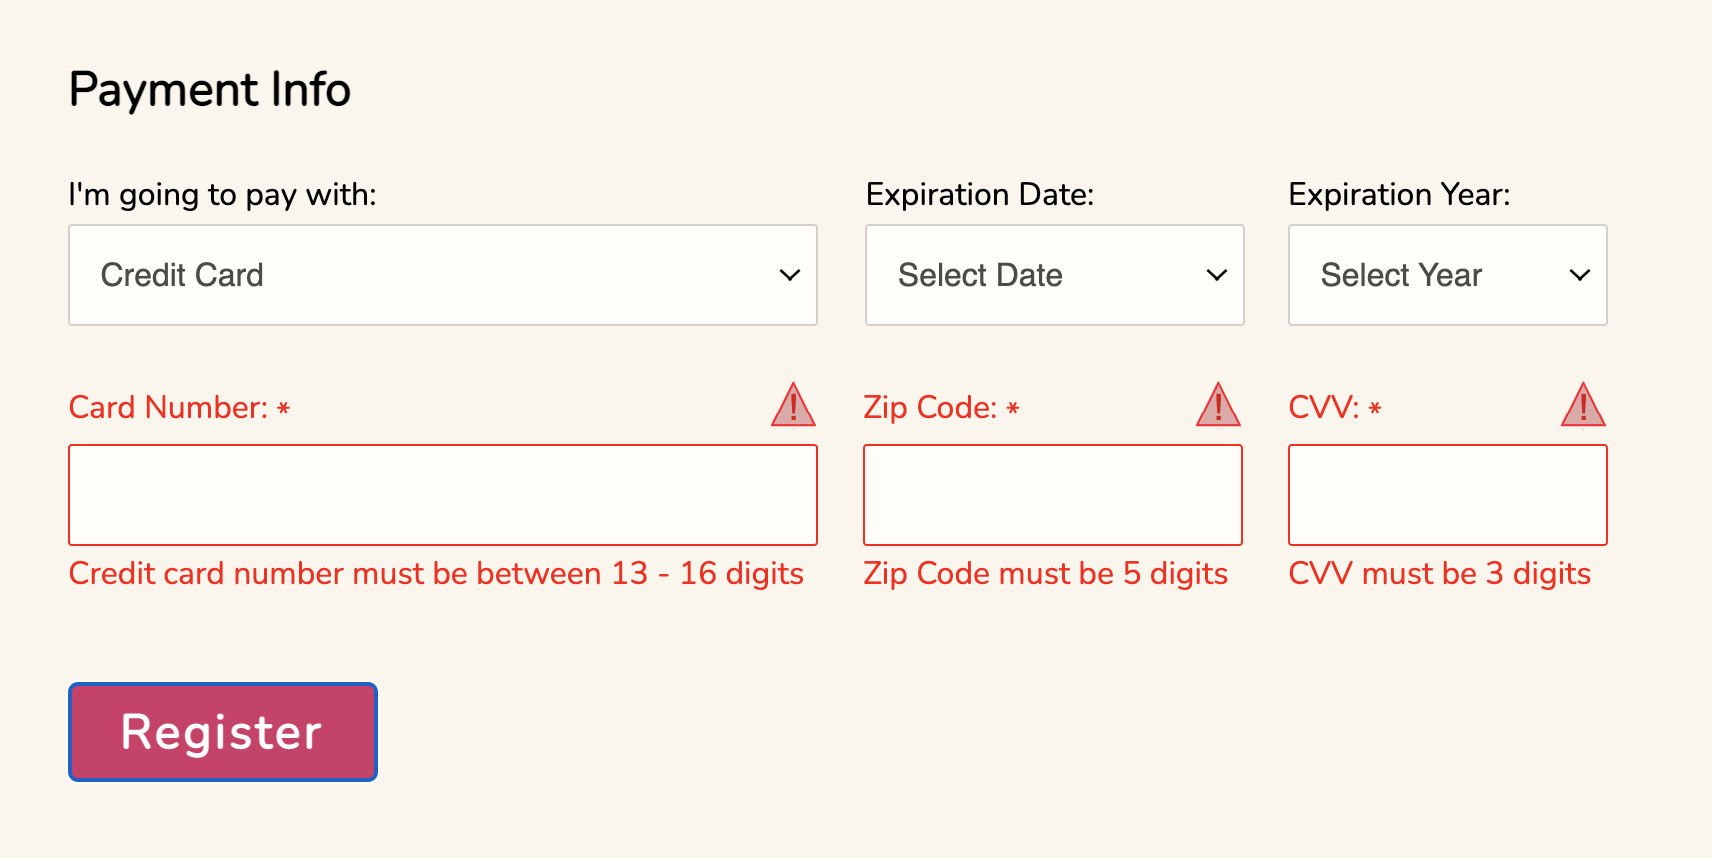 Payment Info
I'm going to pay with:
Expiration Date:
Expiration Year:
Credit Card
Select Date
Select Year
Card Number: *
Zip Code: *
CVV: *
Credit card number must be between 13 - 16 digits
Zip Code must be 5 digits
CVV must be 3 digits
Register